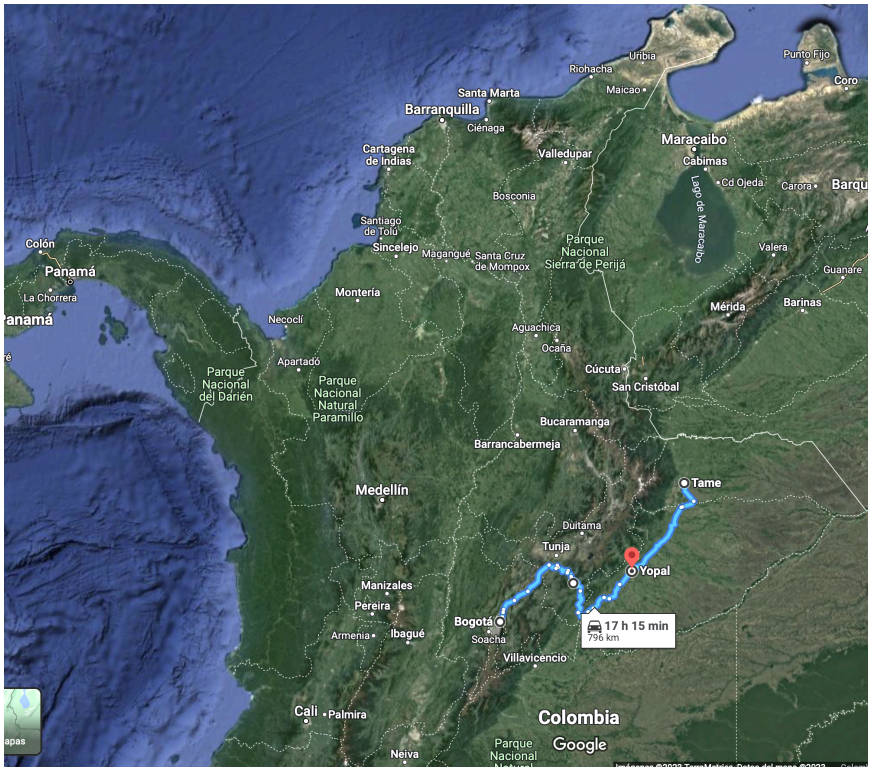 Uribia
Punto Fijo
Riohacha
Coro
Maicao
Santa Marta
Barranquilla
Ciénaga
Maracaibo
Cartagena
de Indias
Valledupar
Cabimas
Cd Ojeda
Carora
Barqu
Bosconia
Lago de Maracaibo
Santiago
de Tolú
Colón
Sincelejo
Magangué
Santa Cruz
de Mompox
Parque
Nacional
Sierra de Perijá
Valera
Panamá
Guanare
La Chorrera
Montería
Mérida
Barinas
Panamá
Necoclí
Aguachica
Ocaña
ré
Apartadó
Cúcuta
San Cristóbal
Parque
Nacional
del Darién
Parque
Nacional
Natural
Paramillo
Bucaramanga
Barrancabermeja
Tame
Medellín
Duitama
Tunja
Yopal
Manizales
Pereira
Bogotá
17 h 15 min
796 km
Armenia
Ibagué
Soacha
Villavicencio
apas
Cali
Palmira
Colombia
Google
Neiva
Parque
Nacional